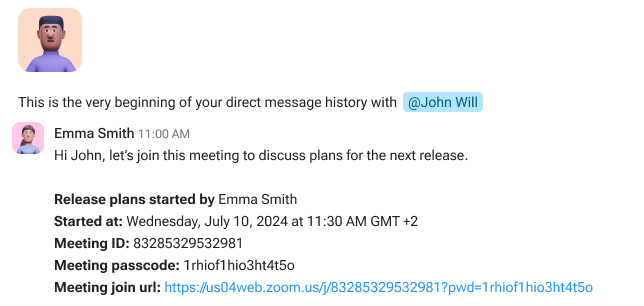 This is the very beginning of your direct message history with @John Will
Emma Smith 11:00 AM
Hi John, let's join this meeting to discuss plans for the next release.
Release plans started by Emma Smith
Started at: Wednesday, July 10, 2024 at 11:30 AM GMT +2
Meeting ID: 83285329532981
Meeting passcode: 1rhiof1hio3ht4t5o
Meeting join url: https://us04web.zoom.us/j/83285329532981?pwd=1rhiof1hio3ht4t5o